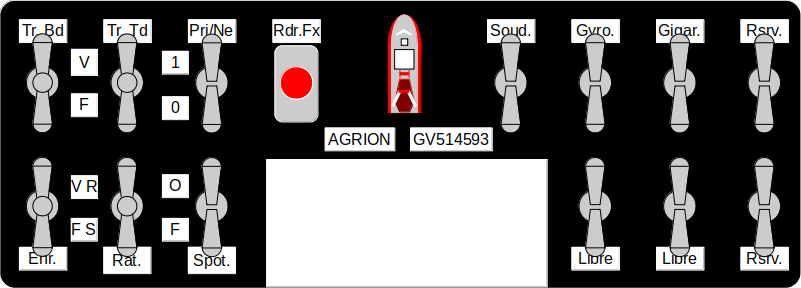 Tr. Bd Tr. Td Pri/Ne Rdr.Fx Soud. Gyro. Gigar. Rsrv.
V 1
F 0
AGRION GV514593
V R O
F S F
Enr. Rat. Spot. Libre Libre Rsrv.